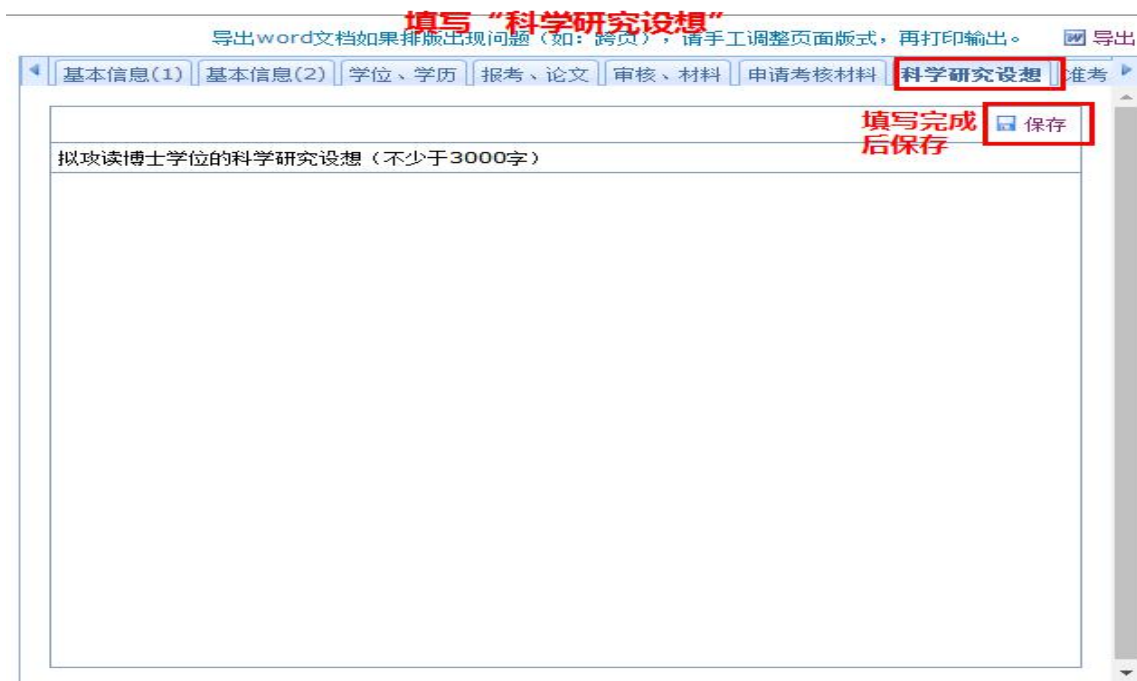 填写“科学研究设想”
导出word文档如果排版出现问题（如：跨页），请手工调整页面版式，再打印输出。 导出
基本信息(1) 基本信息(2) 学位、学历 报考、论文 审核、材料 申请考核材料 科学研究设想 准考
填写完成 保存
后保存
拟攻读博士学位的科学研究设想（不少于3000字）